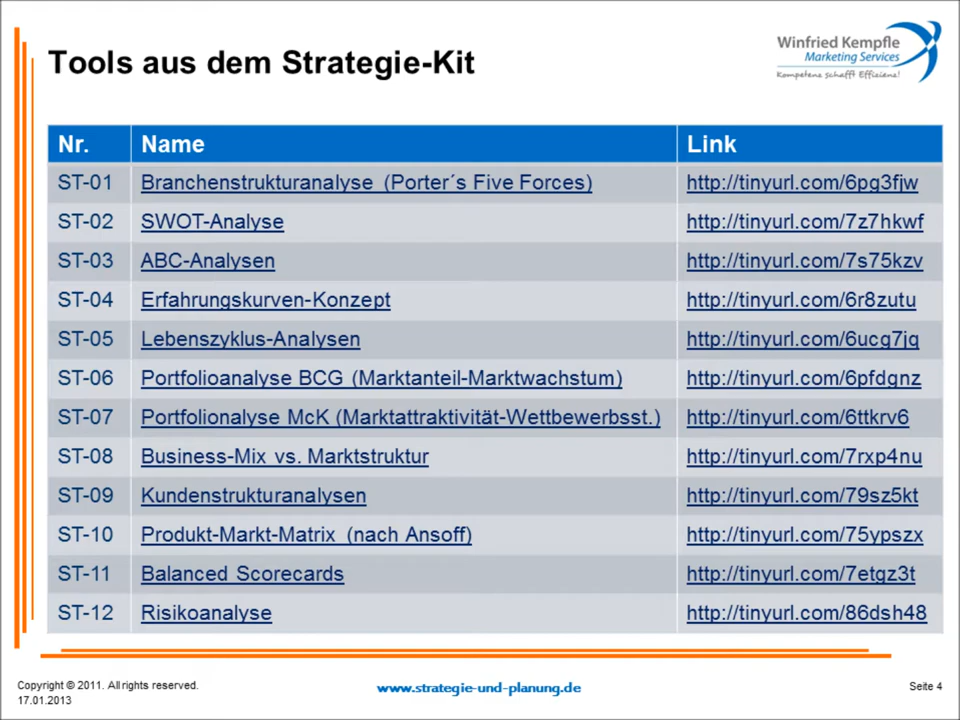 Tools aus dem Strategie-Kit
Winfried Kempfle
Marketing Services
Kompetenz schafft Effizienz!
Nr. Name Link
ST-01 Branchenstrukturanalyse (Porter´s Five Forces) http://tinyurl.com/6pg3fjw
ST-02 SWOT-Analyse http://tinyurl.com/7z7hkwf
ST-03 ABC-Analysen http://tinyurl.com/7s75kzv
ST-04 Erfahrungskurven-Konzept http://tinyurl.com/6r8zutu
ST-05 Lebenszyklus-Analysen http://tinyurl.com/6ucg7jq
ST-06 Portfolioanalyse BCG (Marktanteil-Marktwachstum) http://tinyurl.com/6pfdgnz
ST-07 Portfolionalyse McK (Marktattraktivität-Wettbewerbsst.) http://tinyurl.com/6ttkrv6
ST-08 Business-Mix vs. Marktstruktur http://tinyurl.com/7rxp4nu
ST-09 Kundenstrukturanalysen http://tinyurl.com/79sz5kt
ST-10 Produkt-Markt-Matrix (nach Ansoff) http://tinyurl.com/75ypszx
ST-11 Balanced Scorecards http://tinyurl.com/7etgz3t
ST-12 Risikoanalyse http://tinyurl.com/86dsh48
Copyright © 2011. All rights reserved.
17.01.2013
www.strategie-und-planung.de
Seite 4